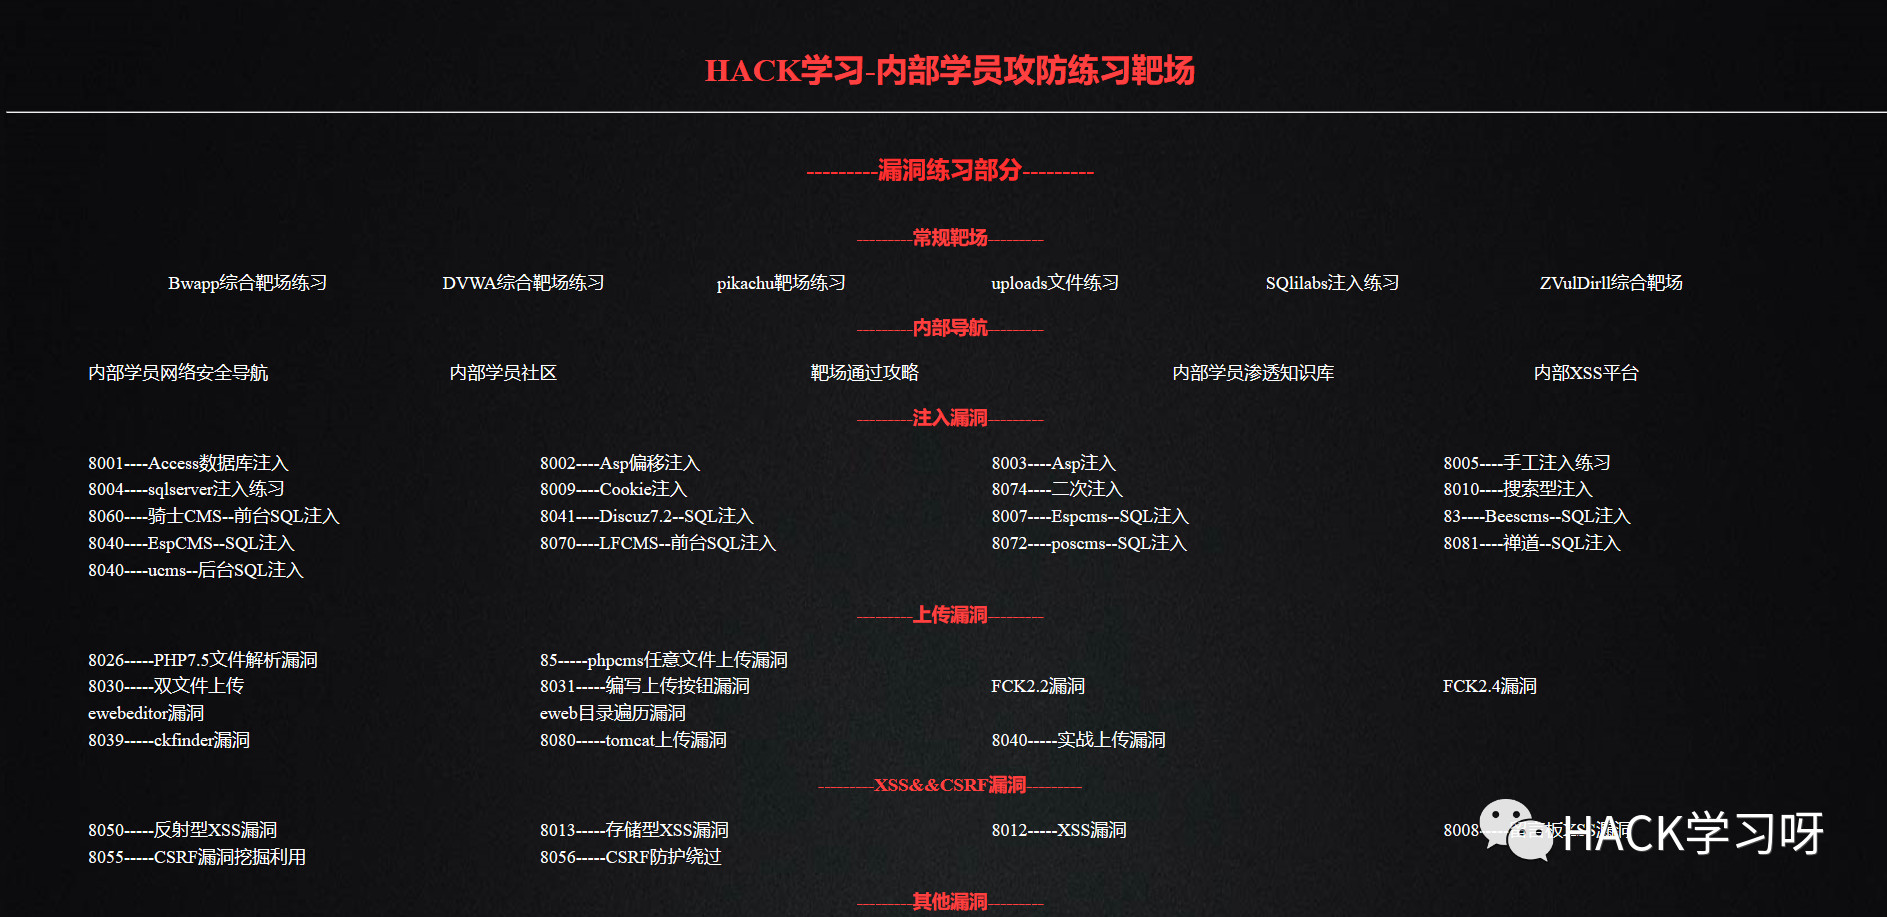 HACK学习-内部学员攻防练习靶场
---------漏洞练习部分---------
---------常规靶场---------
Bwapp综合靶场练习 DVWA综合靶场练习 pikachu靶场练习 uploads文件练习 SQlilabs注入练习 ZVulDirll综合靶场
---------内部导航---------
内部学员网络安全导航 内部学员社区 靶场通过攻略 内部学员渗透知识库 内部XSS平台
---------注入漏洞---------
8001----Access数据库注入 8002----Asp偏移注入 8003----Asp注入 8005----手工注入练习
8004----sqlserver注入练习 8009----Cookie注入 8074----二次注入 8010----搜索型注入
8060----骑士CMS--前台SQL注入 8041----Discuz7.2--SQL注入 8007----Espcms--SQL注入 83----Beescms--SQL注入
8040----EspCMS--SQL注入 8070----LFCMS--前台SQL注入 8072----poscms--SQL注入 8081----禅道--SQL注入
8040----ucms--后台SQL注入
---------上传漏洞---------
8026-----PHP7.5文件解析漏洞 85-----phpcms任意文件上传漏洞
8030-----双文件上传 8031-----编写上传按钮漏洞 FCK2.2漏洞 FCK2.4漏洞
ewebeditor漏洞 eweb目录遍历漏洞
8039-----ckfinder漏洞 8080-----tomcat上传漏洞 8040-----实战上传漏洞
---------XSS&&CSRF漏洞---------
8050-----反射型XSS漏洞 8013-----存储型XSS漏洞 8012-----XSS漏洞 8008-----
HACK学习呀
8055-----CSRF漏洞挖掘利用 8056-----CSRF防护绕过
---------其他漏洞---------